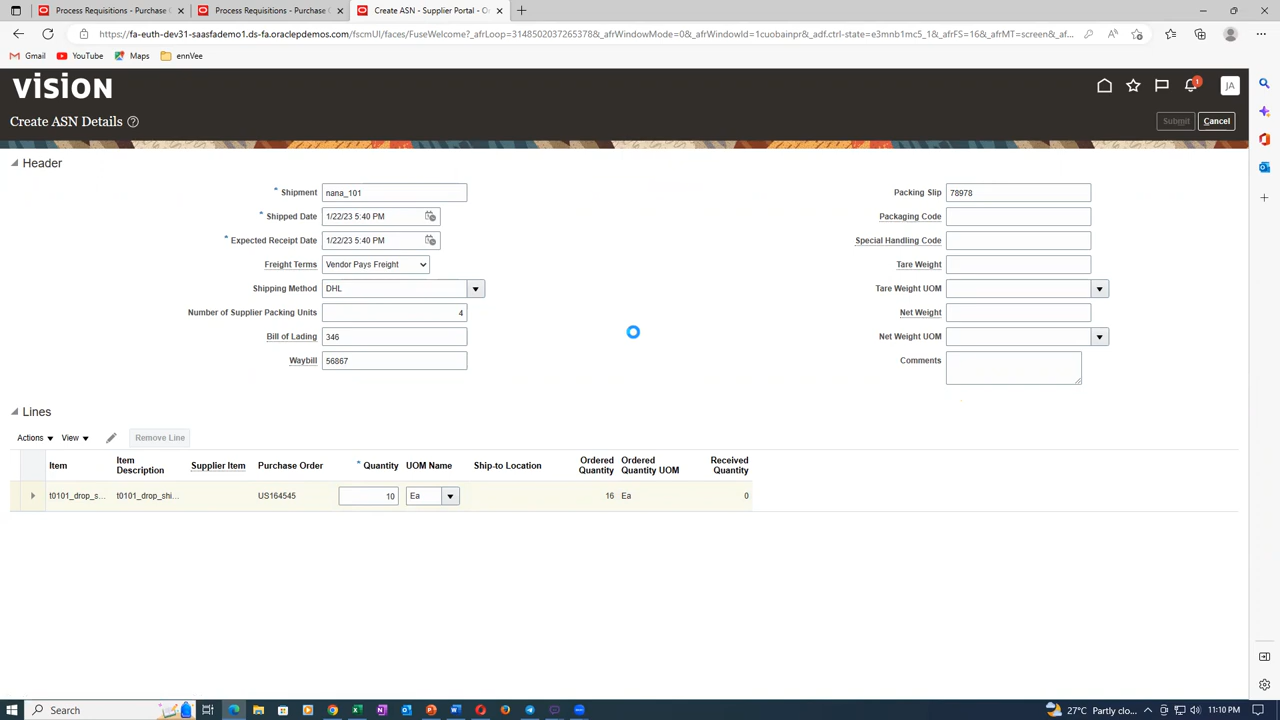 Process Requisitions - Purchase O
Process Requisitions - Purchase O
Create ASN - Supplier Portal - O
https://fa-euth-dev31-saasfademo1.ds-fa.oraclepdemos.com/fscmUI/faces/FuseWelcome?_afrLoop=3148502037265378&_afrWindowMode=0&_afrWindowId=1cuobainpr&_adf.ctrl-state=e3mnb1mc5_1&_afrFS=16&_afrMT=screen&_a...
Gmail YouTube Maps ennVee
VISION
1
JA
Create ASN Details
Submit Cancel
Header
* Shipment nana_101
* Shipped Date 1/22/23 5:40 PM
* Expected Receipt Date 1/22/23 5:40 PM
Freight Terms Vendor Pays Freight
Shipping Method DHL
Number of Supplier Packing Units 4
Bill of Lading 346
Waybill 56867
Packing Slip 78978
Packaging Code
Special Handling Code
Tare Weight
Tare Weight UOM
Net Weight
Net Weight UOM
Comments
Lines
Actions View Remove Line
Item Item Description Supplier Item Purchase Order * Quantity UOM Name Ship-to Location Ordered Quantity Ordered Quantity UOM Received Quantity
t0101_drop_s... t0101_drop_shi... US164545 10 Ea 16 Ea 0
Search
27°C Partly clo...
11:10 PM